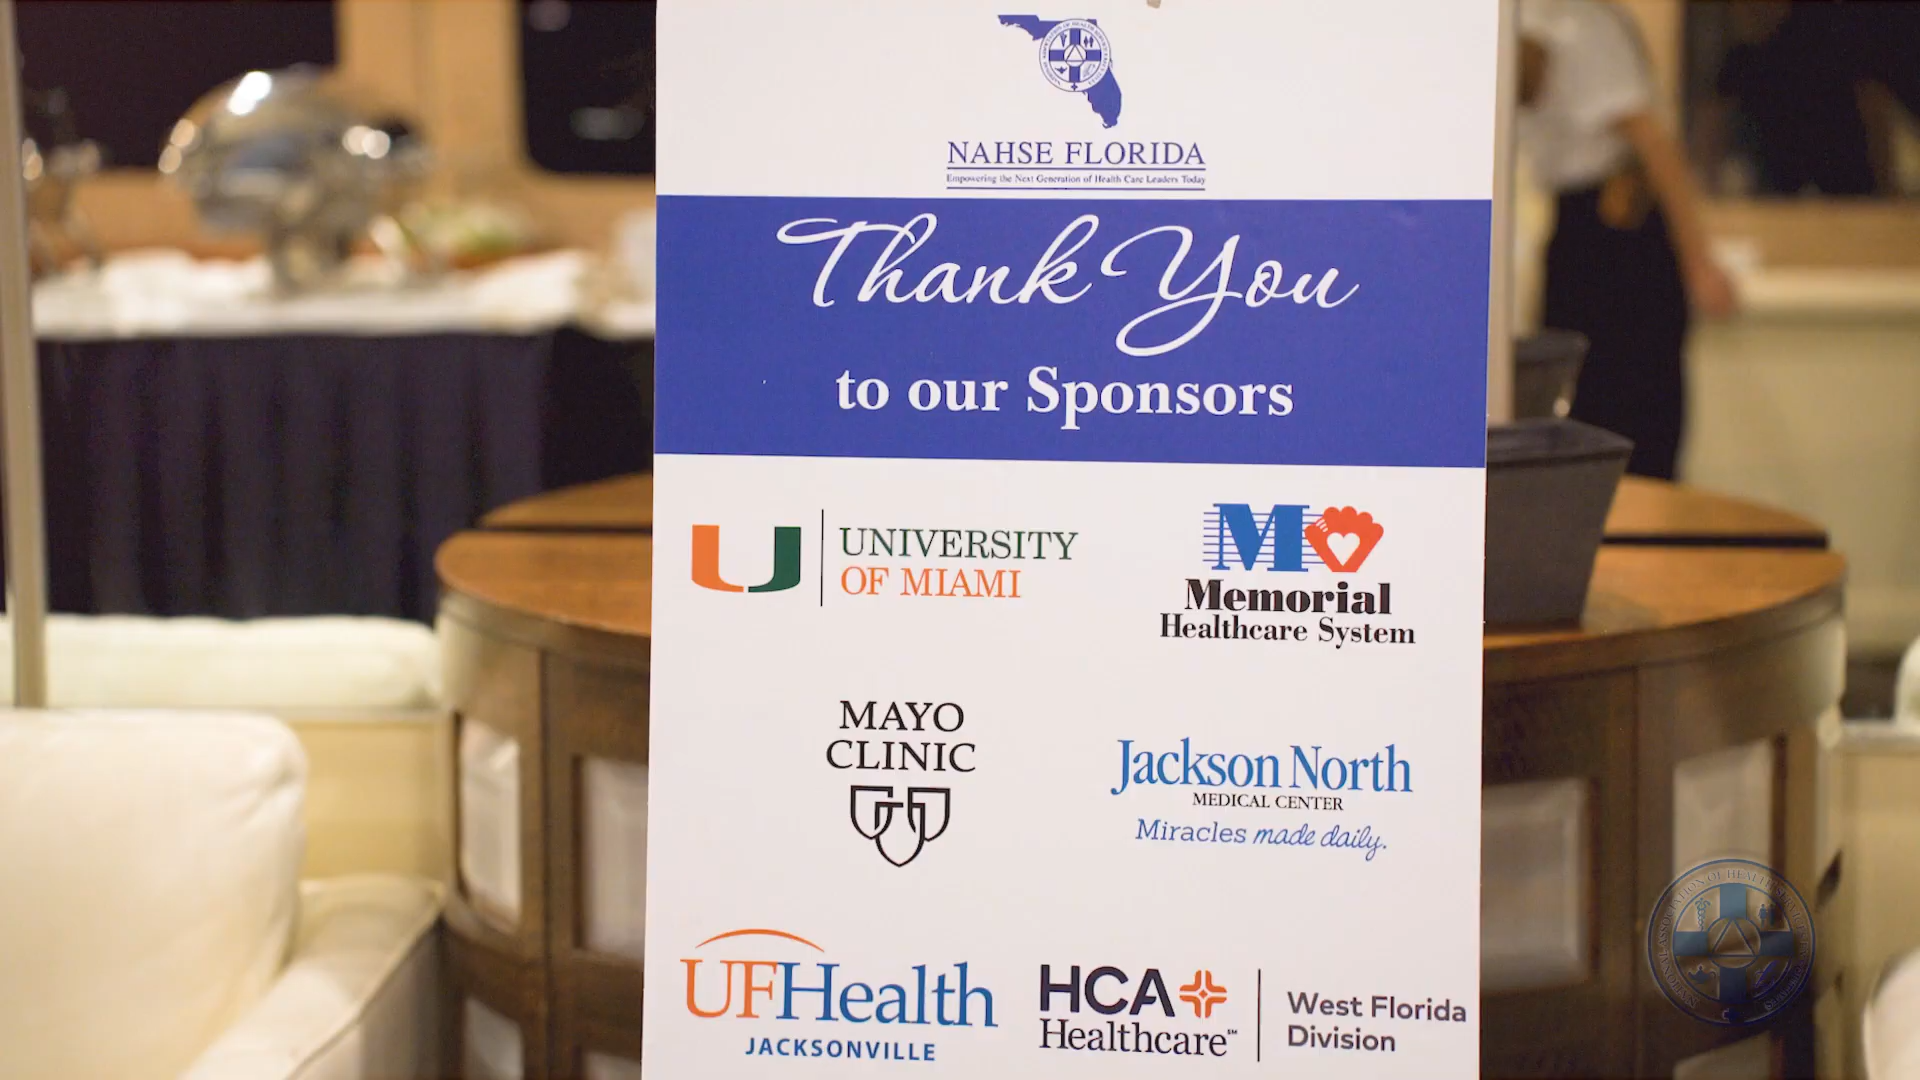 NAHSE FLORIDA
Empowering the Next Generation of Health Care Leaders Today
Thank You
to our Sponsors
UNIVERSITY
OF MIAMI
M
Memorial
Healthcare System
MAYO
CLINIC
Jackson North
MEDICAL CENTER
Miracles made daily.
UFHealth
JACKSONVILLE
HCA
Healthcare™
West Florida
Division